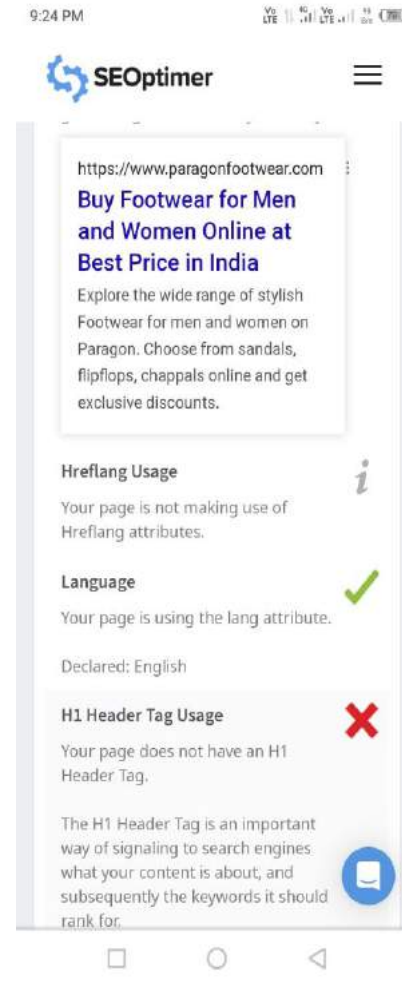 9:24 PM
SEOptimer
https://www.paragonfootwear.com
Buy Footwear for Men
and Women Online at
Best Price in India
Explore the wide range of stylish
Footwear for men and women on
Paragon. Choose from sandals,
flipflops, chappals online and get
exclusive discounts.
Hreflang Usage
Your page is not making use of
Hreflang attributes.
Language
Your page is using the lang attribute.
Declared: English
H1 Header Tag Usage
Your page does not have an H1
Header Tag.
The H1 Header Tag is an important
way of signaling to search engines
what your content is about, and
subsequently the keywords it should
rank for.